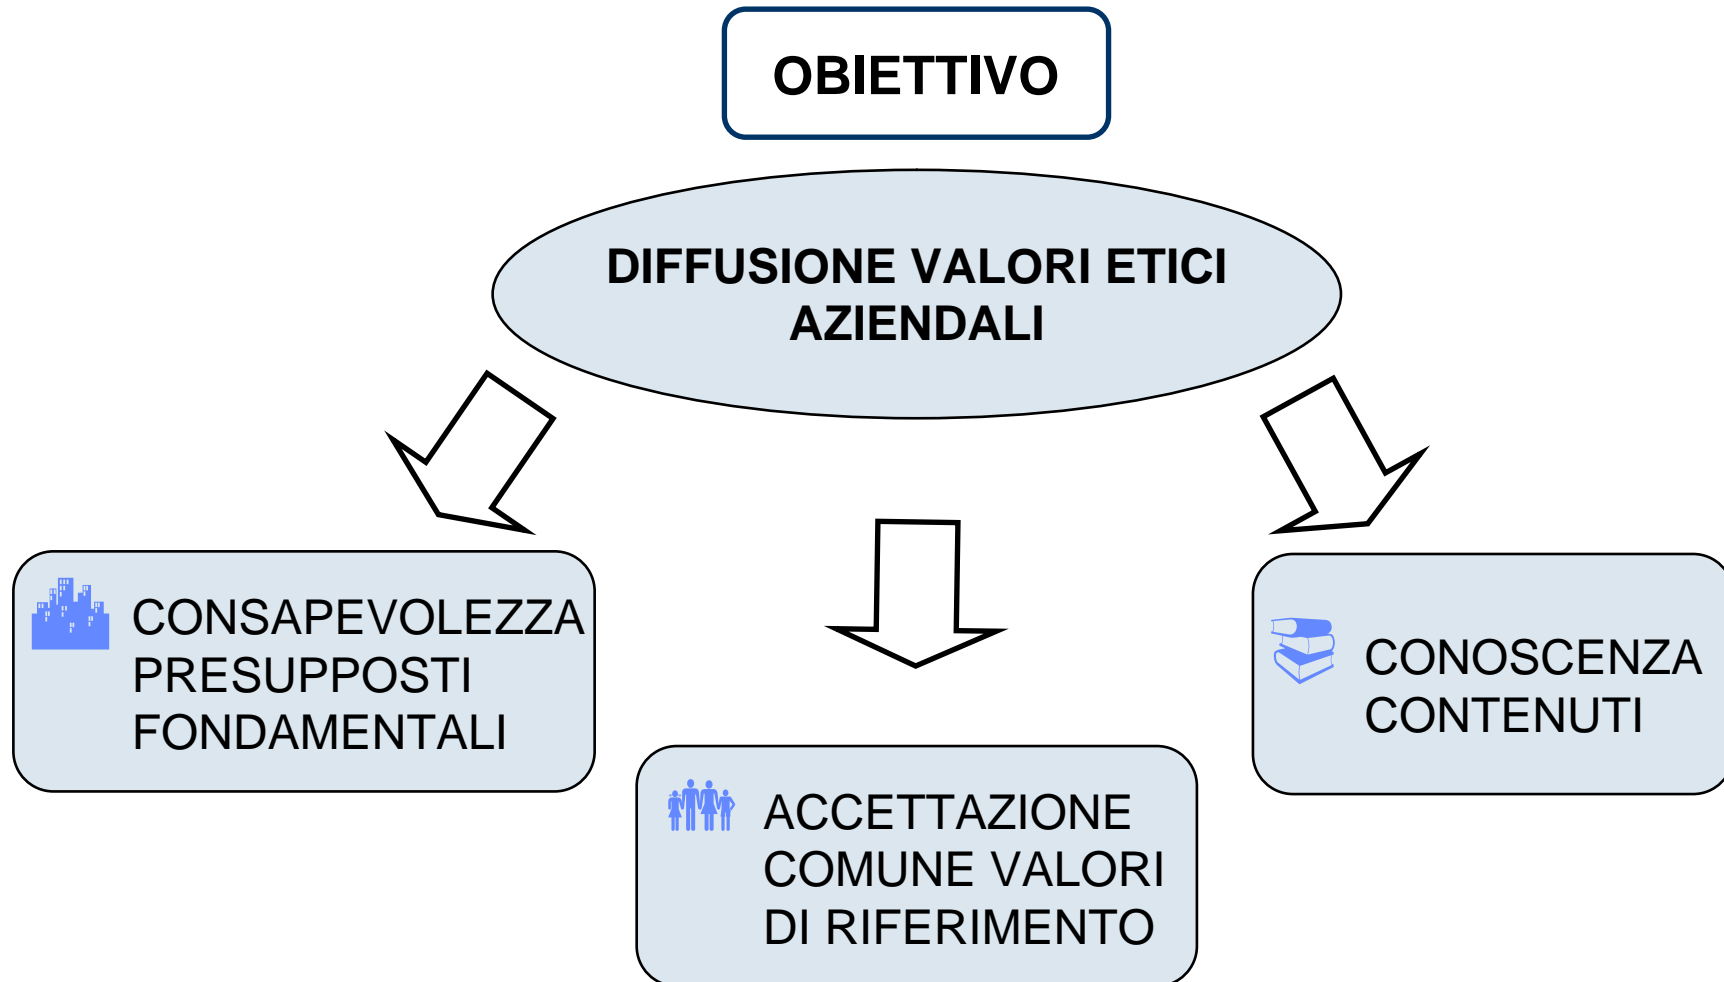 OBIETTIVO
DIFFUSIONE VALORI ETICI
AZIENDALI
CONSAPEVOLEZZA
PRESUPPOSTI
FONDAMENTALI
ACCETTAZIONE
COMUNE VALORI
DI RIFERIMENTO
CONOSCENZA
CONTENUTI